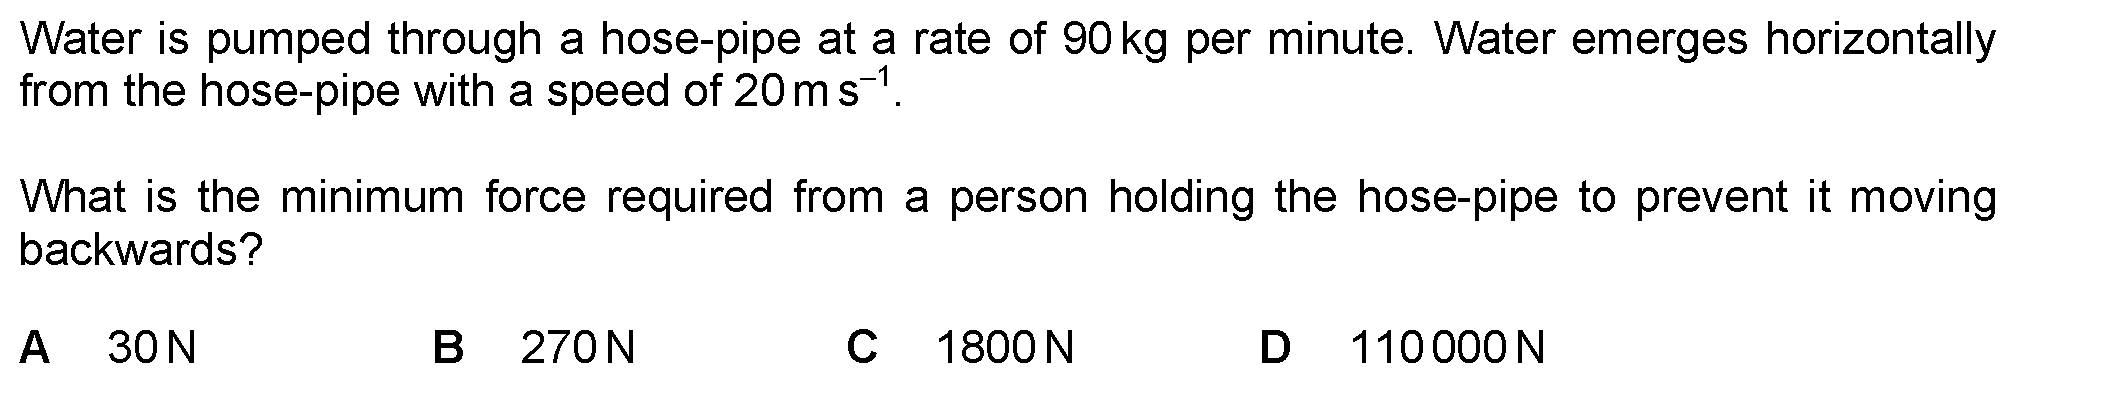 Water is pumped through a hose-pipe at a rate of 90 kg per minute. Water emerges horizontally
from the hose-pipe with a speed of 20 m s⁻¹.
What is the minimum force required from a person holding the hose-pipe to prevent it moving
backwards?
A 30 N B 270 N C 1800 N D 110 000 N